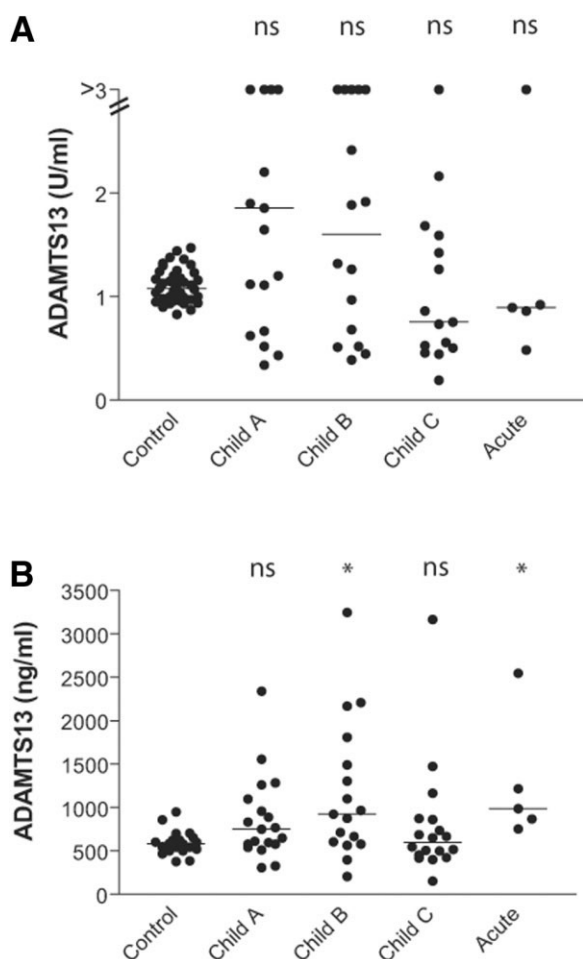 A
ns ns ns ns
>3
2
1
0
ADAMTS13 (U/ml)
Control Child A Child B Child C Acute
B
ns * ns *
3500
3000
2500
2000
1500
1000
500
0
ADAMTS13 (ng/ml)
Control Child A Child B Child C Acute